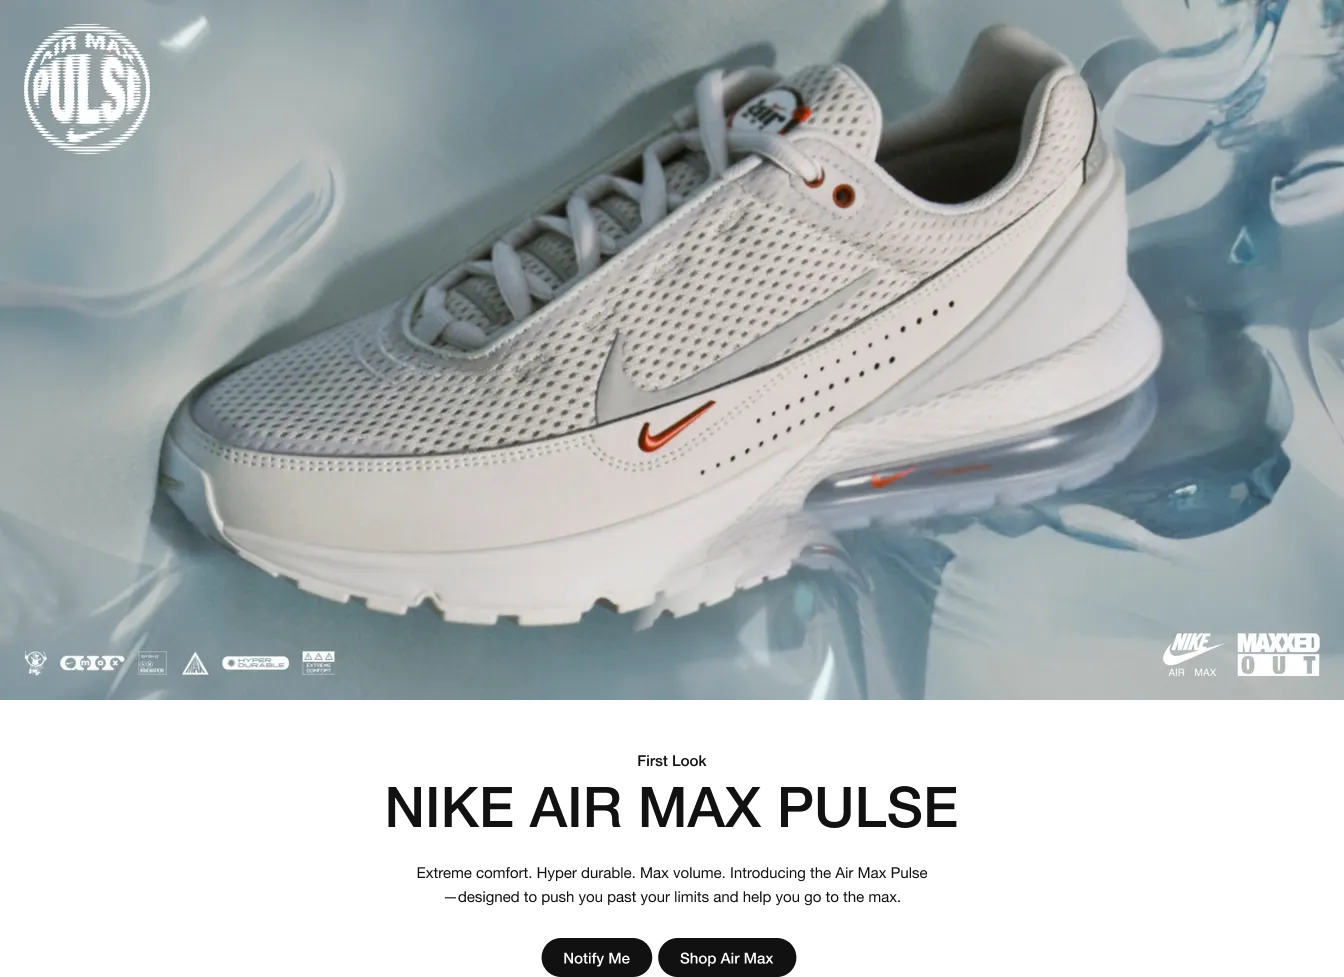 AIR MAX
PULSE
air
HYPER
DURABLE
EXTREME
COMFORT
NIKE
AIR MAX
MAXXED
OUT
First Look
NIKE AIR MAX PULSE
Extreme comfort. Hyper durable. Max volume. Introducing the Air Max Pulse
—designed to push you past your limits and help you go to the max.
Notify Me
Shop Air Max